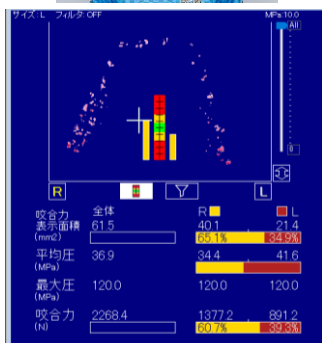 サイズ:L フィルタ:OFF MPa:10.0
All
0
R L
咬合力 全体 R L
表示面積 61.5 40.1 21.4
(mm2) 65.1% 34.9%
平均圧 36.9 34.4 41.6
(MPa)
最大圧 120.0 120.0 120.0
(MPa)
咬合力 2268.4 1377.2 891.2
(N) 60.7% 39.3%